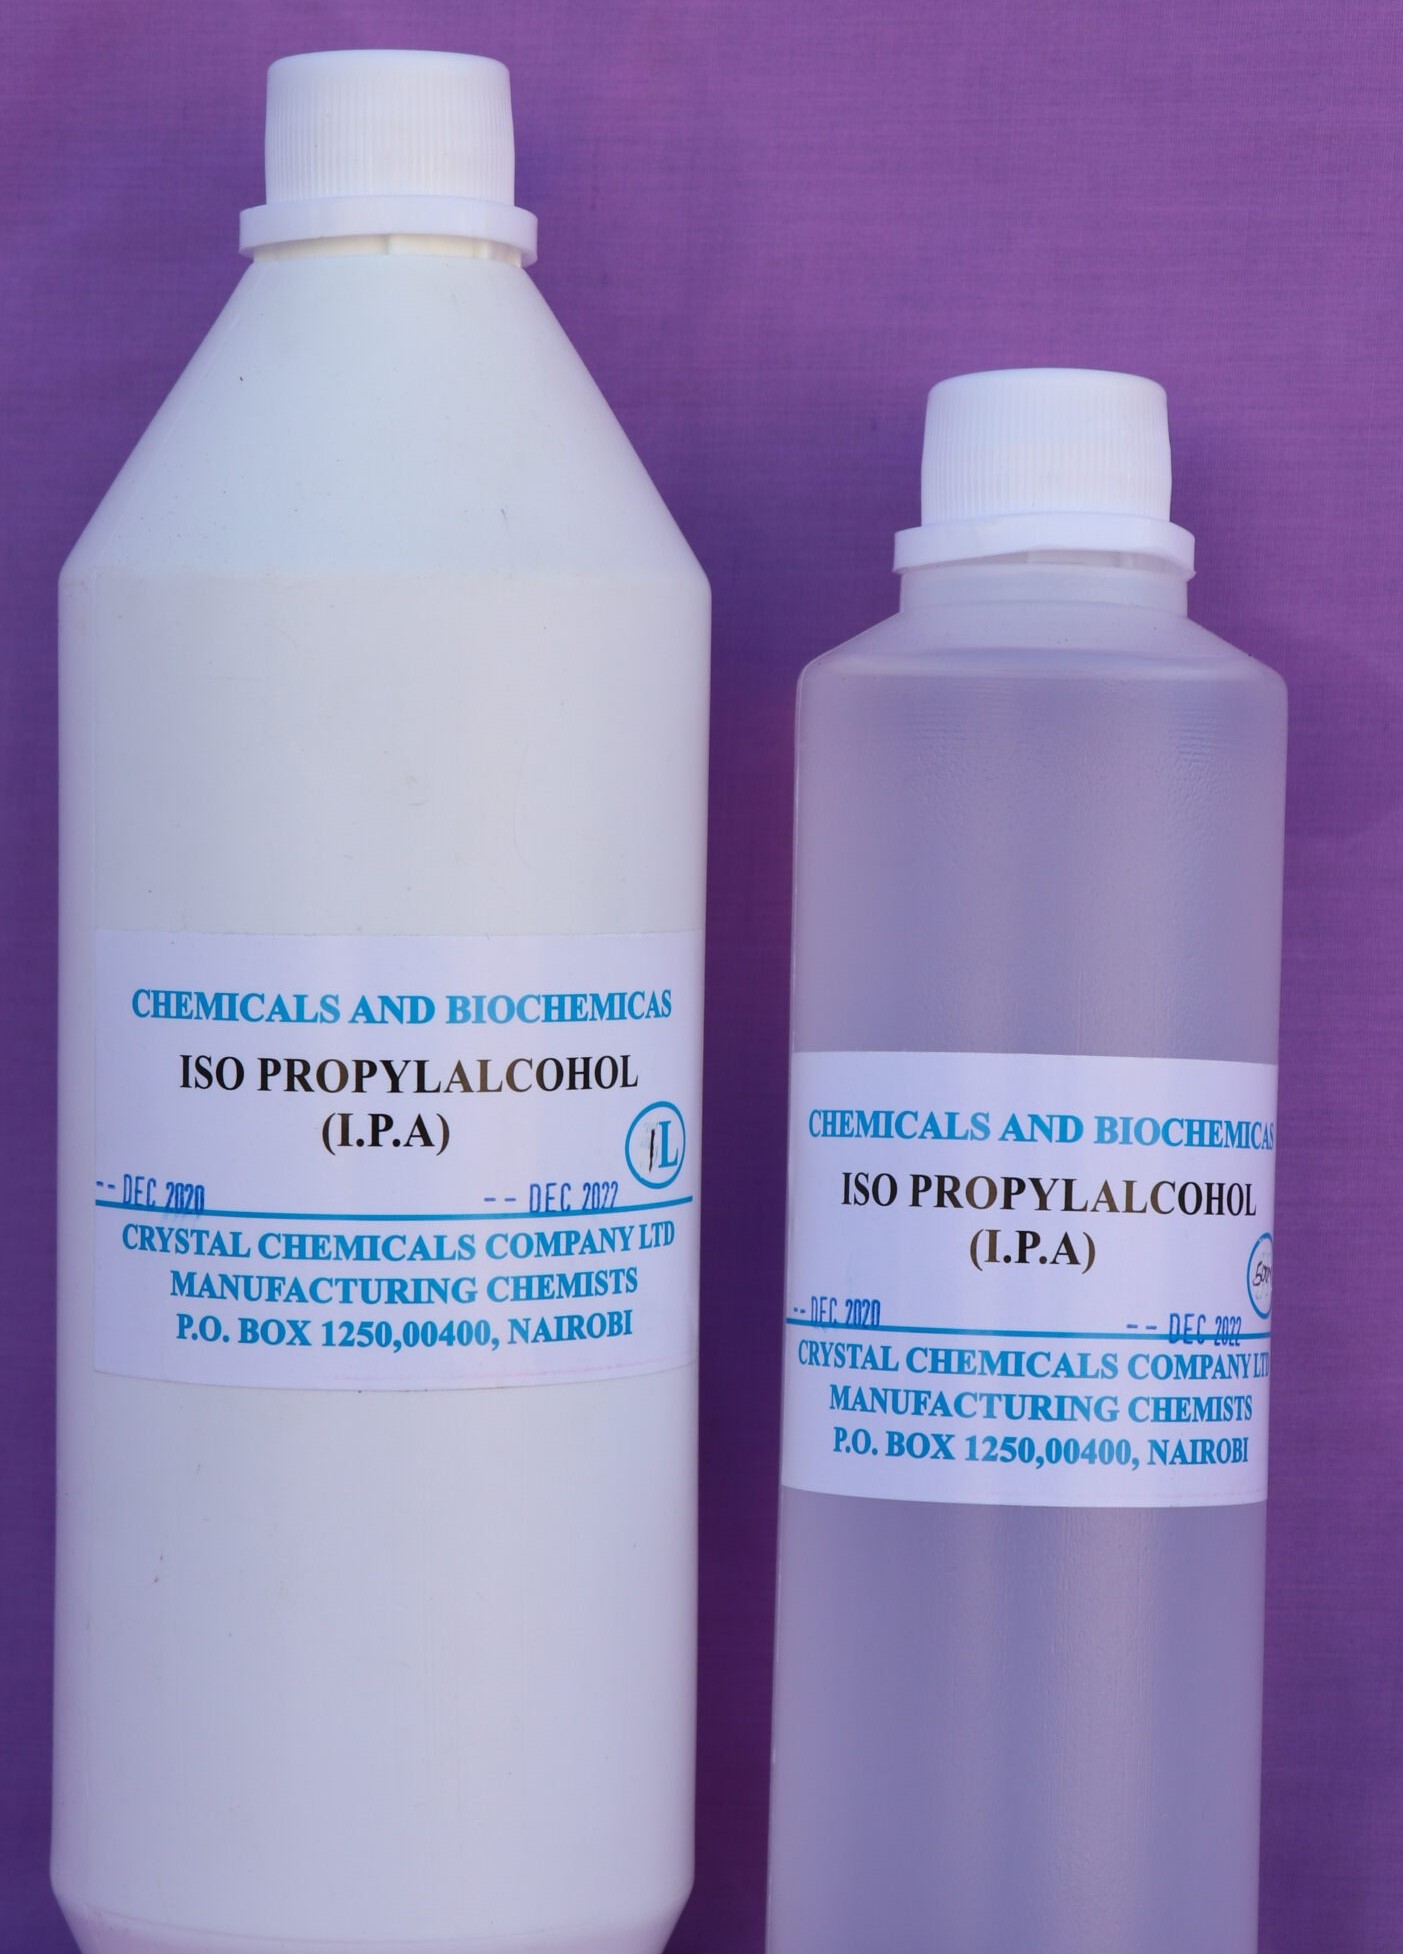 CHEMICALS AND BIOCHEMICAS
ISO PROPYLALCOHOL
(I.P.A)
1L
-- DEC 2020 -- DEC 2022
CRYSTAL CHEMICALS COMPANY LTD
MANUFACTURING CHEMISTS
P.O. BOX 1250,00400, NAIROBI
CHEMICALS AND BIOCHEMICAS
ISO PROPYLALCOHOL
(I.P.A)
-- DEC 2020 -- DEC 2022
CRYSTAL CHEMICALS COMPANY LTD
MANUFACTURING CHEMISTS
P.O. BOX 1250,00400, NAIROBI